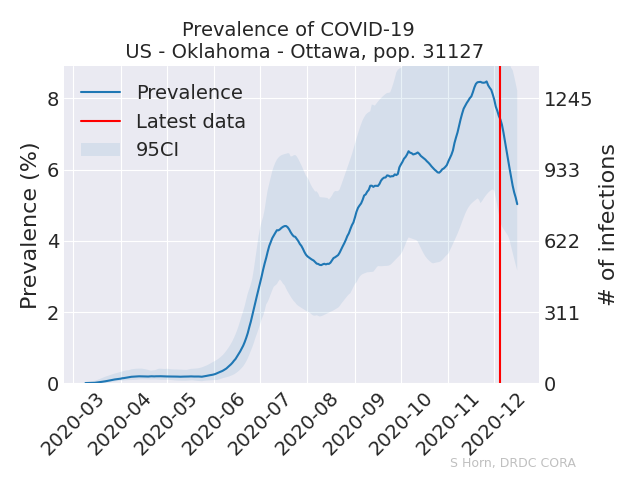 Prevalence of COVID-19
US - Oklahoma - Ottawa, pop. 31127
Prevalence
Latest data
95CI
Prevalence (%)
8
6
4
2
0
1245
933
622
311
0
# of infections
2020-03
2020-04
2020-05
2020-06
2020-07
2020-08
2020-09
2020-10
2020-11
2020-12
S Horn, DRDC CORA